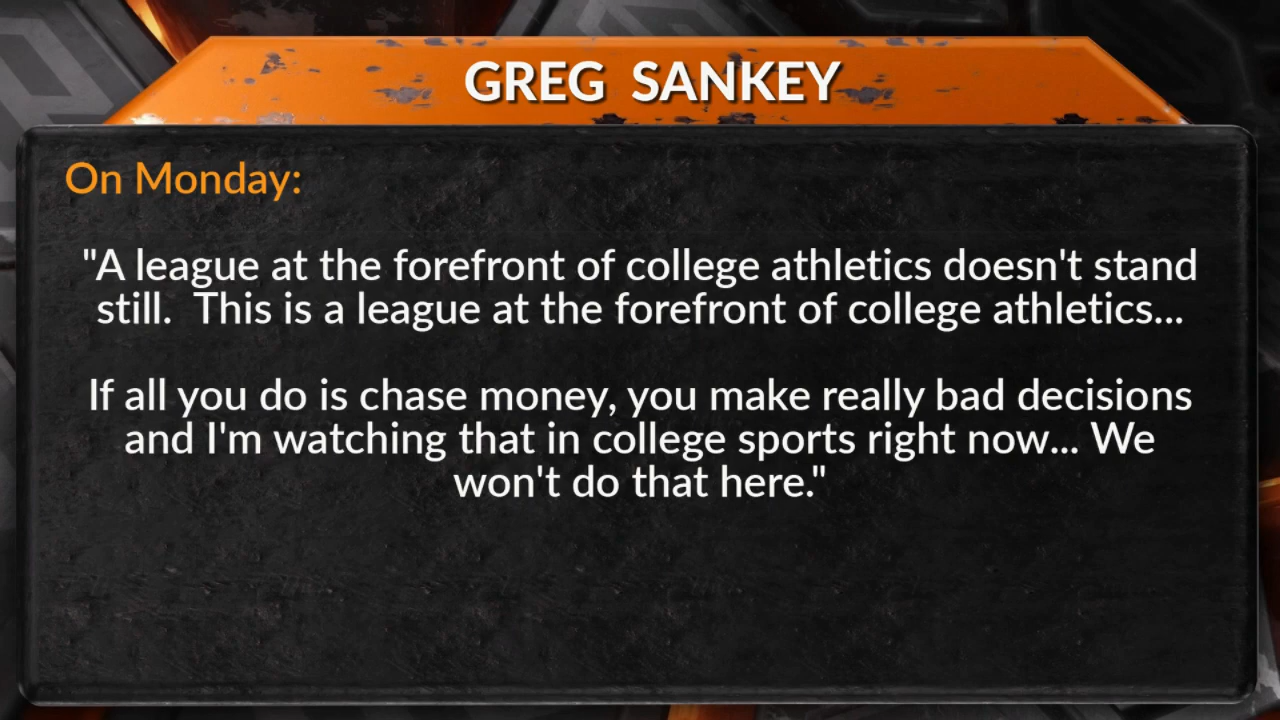 GREG SANKEY
On Monday:
"A league at the forefront of college athletics doesn't stand
still. This is a league at the forefront of college athletics...
If all you do is chase money, you make really bad decisions
and I'm watching that in college sports right now... We
won't do that here."